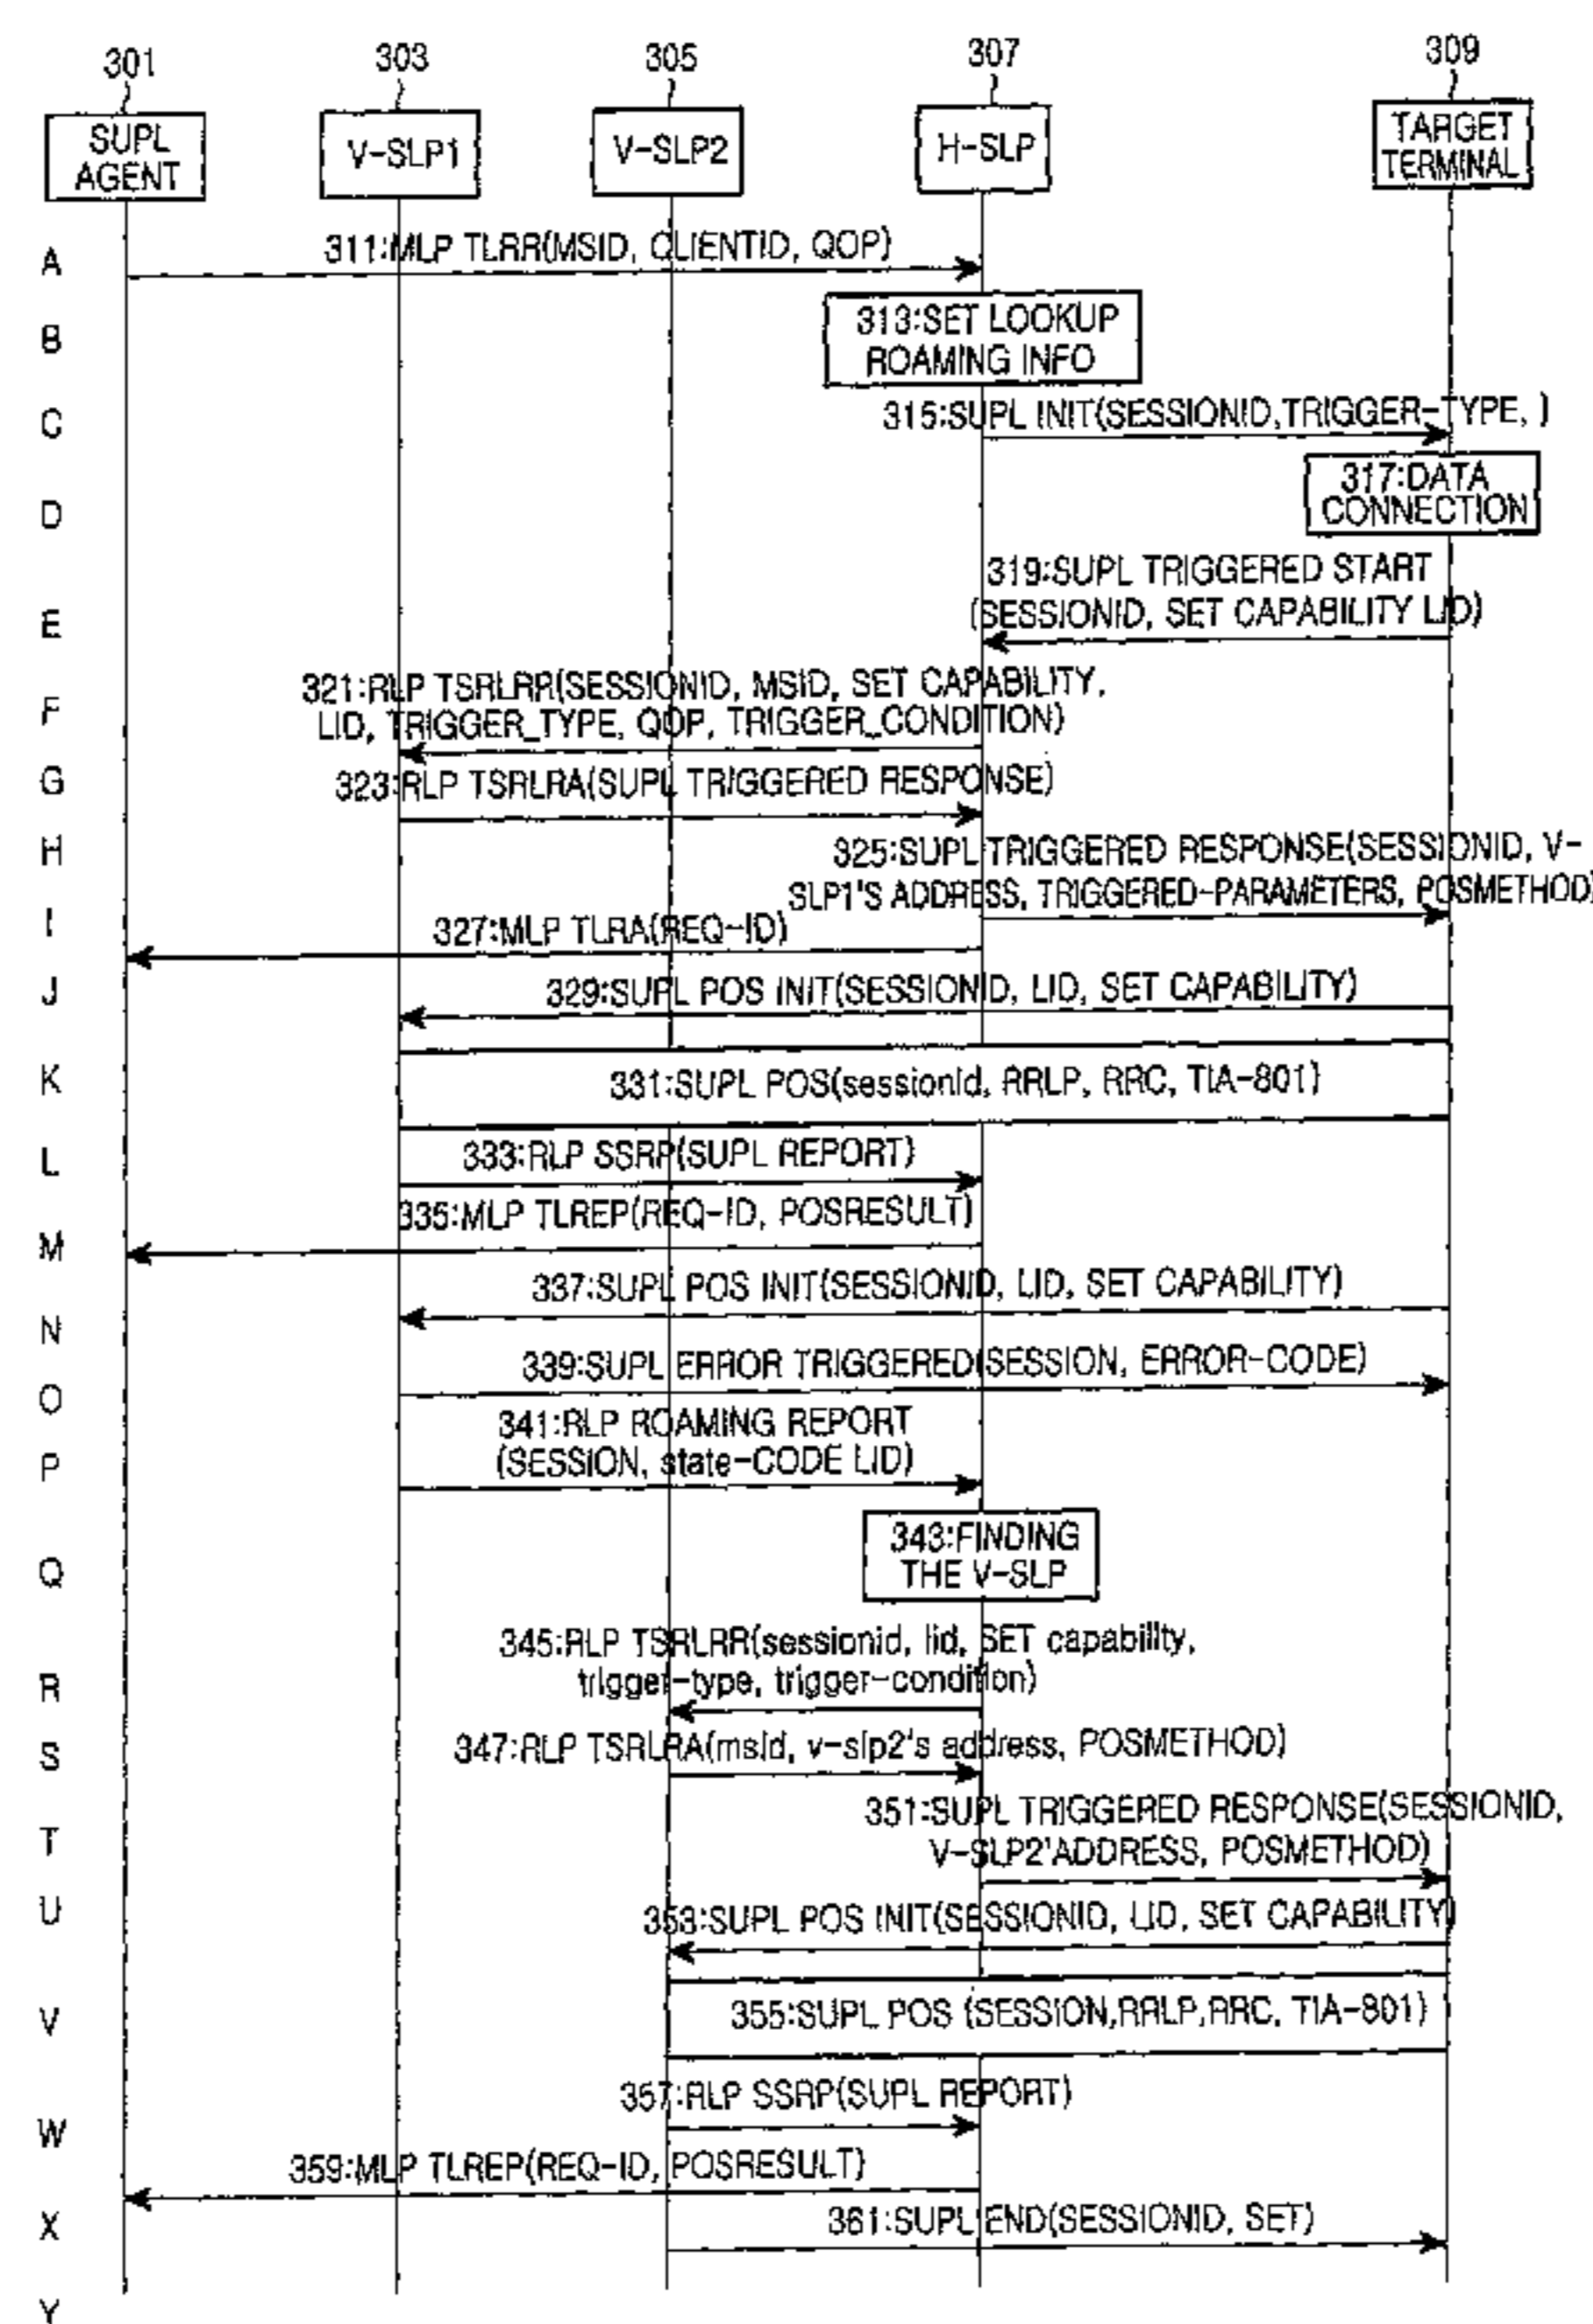 301
303
305
307
309
SUPL
AGENT
V-SLP1
V-SLP2
H-SLP
TARGET
TERMINAL
A
311:MLP TLRR(MSID, CLIENTID, QOP)
B
313:SET LOOKUP
ROAMING INFO
C
315:SUPL INIT(SESSIONID,TRIGGER-TYPE, )
D
317:DATA
CONNECTION
319:SUPL TRIGGERED START
E
(SESSIONID, SET CAPABILITY LID)
F
321:RLP TSRLRR(SESSIONID, MSID, SET CAPABILITY,
LID, TRIGGER_TYPE, QOP, TRIGGER_CONDITION)
G
323:RLP TSRLRA(SUPL TRIGGERED RESPONSE)
H
325:SUPL TRIGGERED RESPONSE(SESSIONID, V-
SLP1'S ADDRESS, TRIGGERED-PARAMETERS, POSMETHOD)
I
327:MLP TLRA(REQ-ID)
J
329:SUPL POS INIT(SESSIONID, LID, SET CAPABILITY)
K
331:SUPL POS(sessionid, RRLP, RRC, TIA-801)
L
333:RLP SSRP(SUPL REPORT)
335:MLP TLREP(REQ-ID, POSRESULT)
M
337:SUPL POS INIT(SESSIONID, LID, SET CAPABILITY)
N
339:SUPL ERROR TRIGGERED(SESSION, ERROR-CODE)
O
341:RLP ROAMING REPORT
P
(SESSION, state-CODE LID)
Q
343:FINDING
THE V-SLP
345:RLP TSRLRR(sessionid, lid, SET capability,
R
trigger-type, trigger-condition)
S
347:RLP TSRLRA(msid, v-slp2's address, POSMETHOD)
351:SUPL TRIGGERED RESPONSE(SESSIONID,
T
V-SLP2'ADDRESS, POSMETHOD)
U
353:SUPL POS INIT(SESSIONID, LID, SET CAPABILITY)
V
355:SUPL POS (SESSION,RRLP,RRC, TIA-801)
357:RLP SSRP(SUPL REPORT)
W
359:MLP TLREP(REQ-ID, POSRESULT)
X
361:SUPL END(SESSIONID, SET)
Y